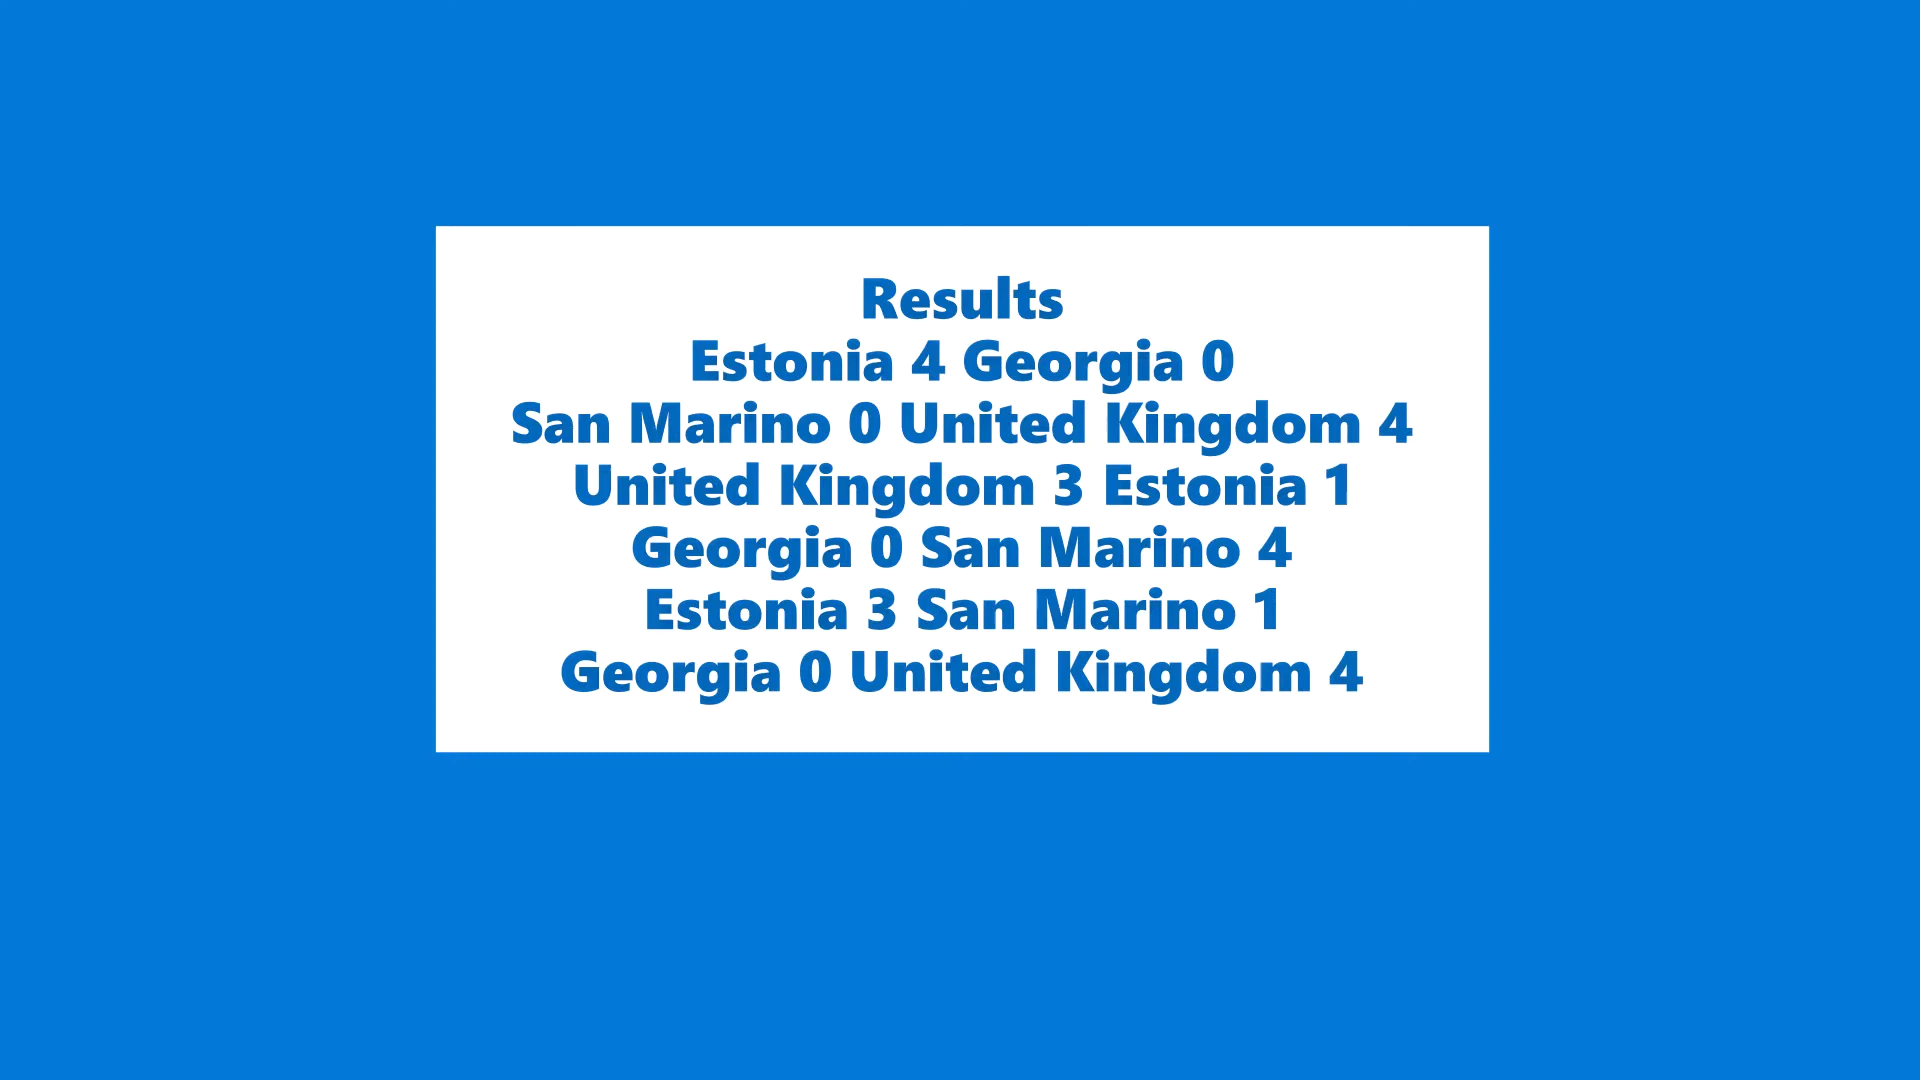 Results
Estonia 4 Georgia 0
San Marino 0 United Kingdom 4
United Kingdom 3 Estonia 1
Georgia 0 San Marino 4
Estonia 3 San Marino 1
Georgia 0 United Kingdom 4